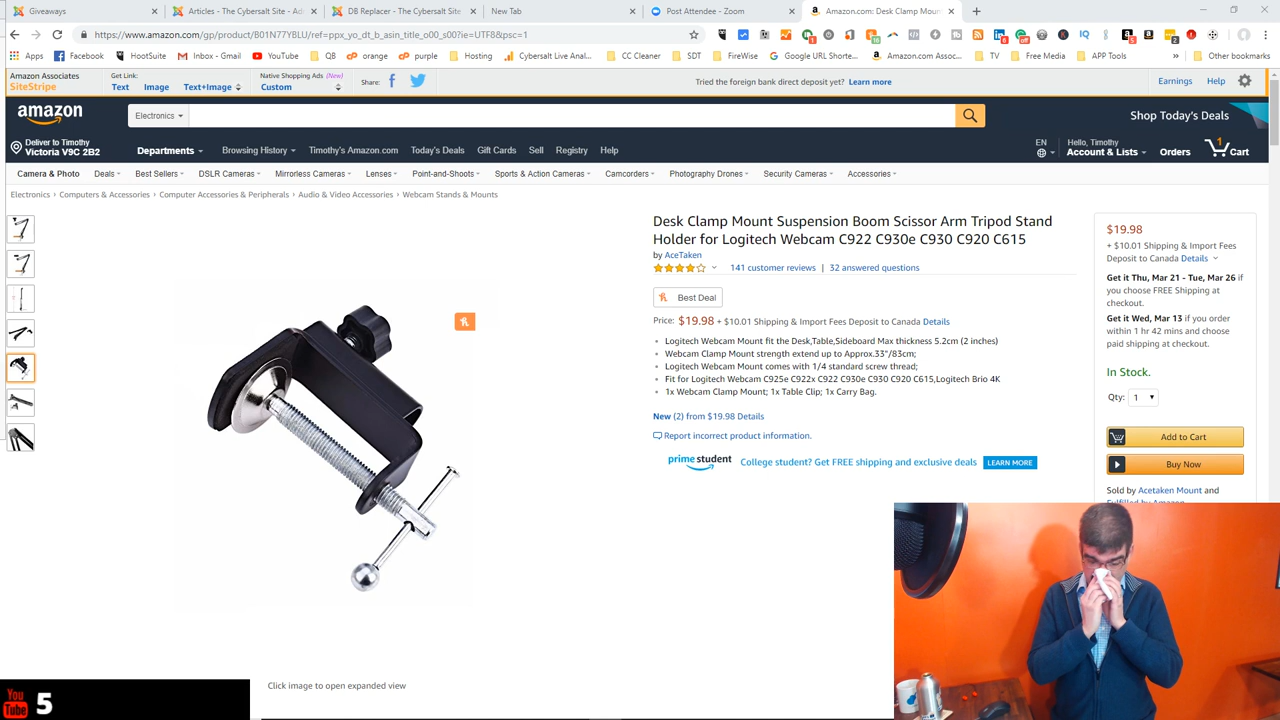 Giveaways
Articles - The Cybersalt Site - Ad
DB Replacer - The Cybersalt Site
New Tab
Post Attendee - Zoom
Amazon.com: Desk Clamp Moun
https://www.amazon.com/gp/product/B01N77YBLU/ref=ppx_yo_dt_b_asin_title_o00_s00?ie=UTF8&psc=1
Apps
Facebook
HootSuite
Inbox - Gmail
YouTube
QB
orange
purple
Hosting
Cybersalt Live Anal...
CC Cleaner
SDT
FireWise
Google URL Shorte...
Amazon.com Assoc...
TV
Free Media
APP Tools
Other bookmarks
Amazon Associates
SiteStripe
Get Link:
Text
Image
Text+Image
Native Shopping Ads (New)
Custom
Share:
Tried the foreign bank direct deposit yet? Learn more
Earnings
Help
amazon
Electronics
Shop Today's Deals
Deliver to Timothy
Victoria V9C 2B2
Departments
Browsing History
Timothy's Amazon.com
Today's Deals
Gift Cards
Sell
Registry
Help
EN
Hello, Timothy
Account & Lists
Orders
1
Cart
Camera & Photo
Deals
Best Sellers
DSLR Cameras
Mirrorless Cameras
Lenses
Point-and-Shoots
Sports & Action Cameras
Camcorders
Photography Drones
Security Cameras
Accessories
Electronics › Computers & Accessories › Computer Accessories & Peripherals › Audio & Video Accessories › Webcam Stands & Mounts
Desk Clamp Mount Suspension Boom Scissor Arm Tripod Stand
Holder for Logitech Webcam C922 C930e C930 C920 C615
by AceTaken
141 customer reviews | 32 answered questions
Best Deal
Price: $19.98 + $10.01 Shipping & Import Fees Deposit to Canada Details
• Logitech Webcam Mount fit the Desk,Table,Sideboard Max thickness 5.2cm (2 inches)
• Webcam Clamp Mount strength extend up to Approx.33"/83cm;
• Logitech Webcam Mount comes with 1/4 standard screw thread;
• Fit for Logitech Webcam C925e C922x C922 C930e C930 C920 C615,Logitech Brio 4K
• 1x Webcam Clamp Mount; 1x Table Clip; 1x Carry Bag.
New (2) from $19.98 Details
Report incorrect product information.
prime student
College student? Get FREE shipping and exclusive deals
LEARN MORE
$19.98
+ $10.01 Shipping & Import Fees
Deposit to Canada Details
Get it Thu, Mar 21 - Tue, Mar 26 if
you choose FREE Shipping at
checkout.
Get it Wed, Mar 13 if you order
within 1 hr 42 mins and choose
paid shipping at checkout.
In Stock.
Qty: 1
Add to Cart
Buy Now
Sold by Acetaken Mount and
Fulfilled by Amazon
Click image to open expanded view
You
Tube
5